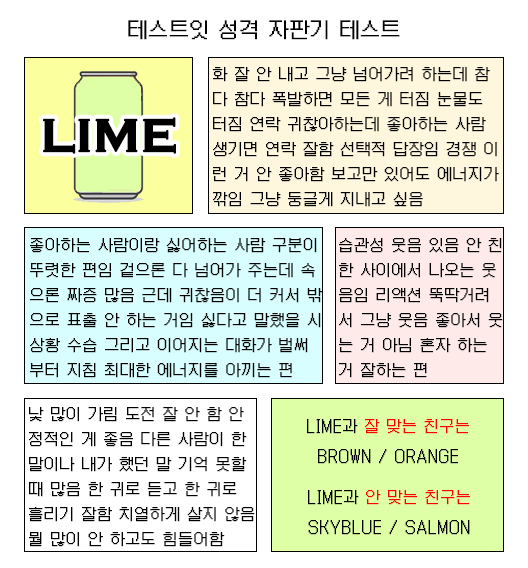 테스트잇 성격 자판기 테스트
LIME
화 잘 안 내고 그냥 넘어가려 하는데 참
다 참다 폭발하면 모든 게 터짐 눈물도
터짐 연락 귀찮아하는데 좋아하는 사람
생기면 연락 잘함 선택적 답장임 경쟁 이
런 거 안 좋아함 보고만 있어도 에너지가
깎임 그냥 둥글게 지내고 싶음
좋아하는 사람이랑 싫어하는 사람 구분이
뚜렷한 편임 겉으론 다 넘어가 주는데 속
으론 짜증 많음 근데 귀찮음이 더 커서 밖
으로 표출 안 하는 거임 싫다고 말했을 시
상황 수습 그리고 이어지는 대화가 벌써
부터 지침 최대한 에너지를 아끼는 편
습관성 웃음 있음 안 친
한 사이에서 나오는 웃
음임 리액션 뚝딱거려
서 그냥 웃음 좋아서 웃
는 거 아님 혼자 하는
거 잘하는 편
낯 많이 가림 도전 잘 안 함 안
정적인 게 좋음 다른 사람이 한
말이나 내가 했던 말 기억 못할
때 많음 한 귀로 듣고 한 귀로
흘리기 잘함 치열하게 살지 않음
뭘 많이 안 하고도 힘들어함
LIME과 잘 맞는 친구는
BROWN / ORANGE
LIME과 안 맞는 친구는
SKYBLUE / SALMON